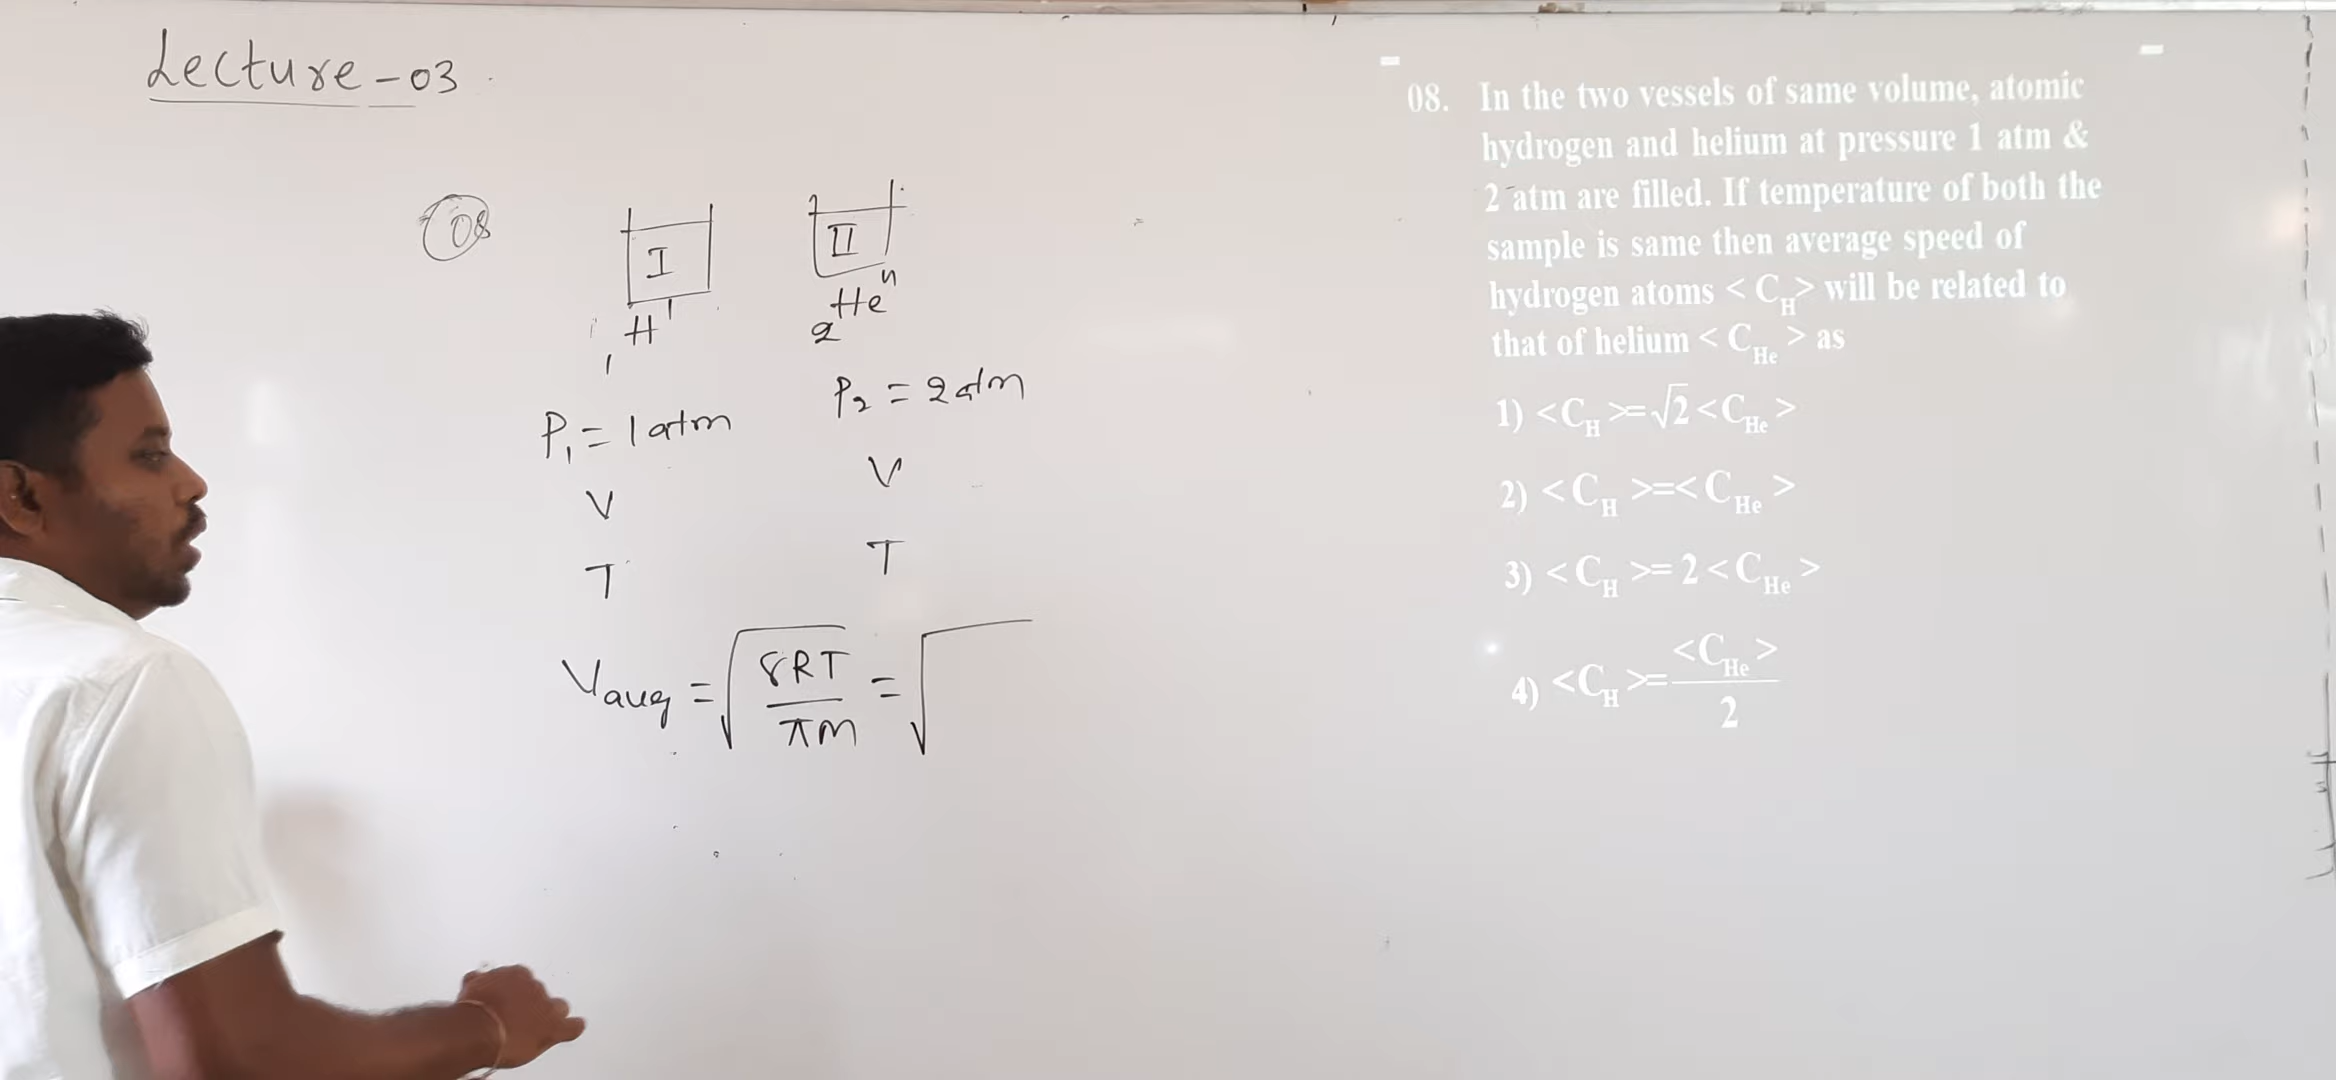 Lecture-03
08
I
II
1H¹
2He⁴
P₁ = 1 atm
P₂ = 2 atm
V
V
T
T
Vavg = √(8RT/πM) = √
08. In the two vessels of same volume, atomic
hydrogen and helium at pressure 1 atm &
2 atm are filled. If temperature of both the
sample is same then average speed of
hydrogen atoms < C_H > will be related to
that of helium < C_He > as
1) <C_H >=√2<C_He >
2) <C_H >=<C_He >
3) <C_H >= 2<C_He >
4) <C_H >= <C_He >/2